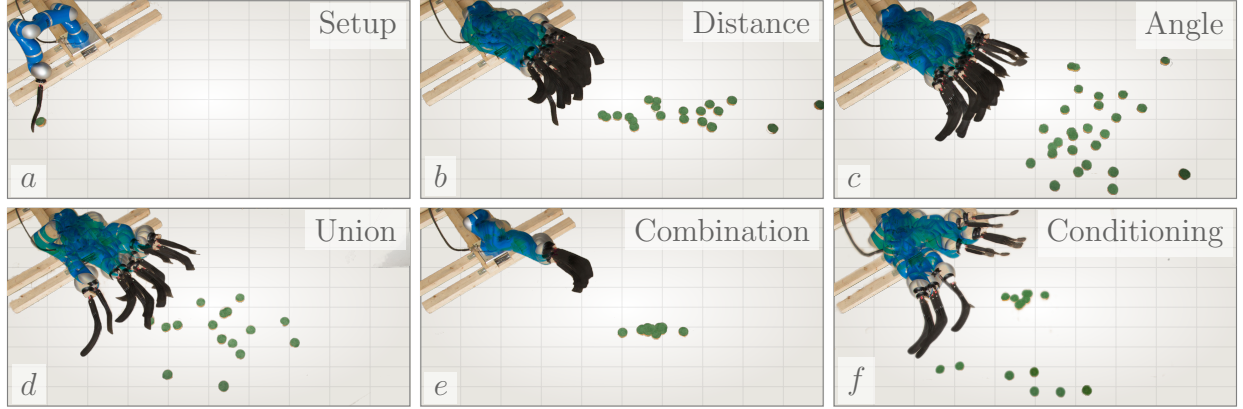 Setup
a
Distance
b
Angle
c
Union
d
Combination
e
Conditioning
f